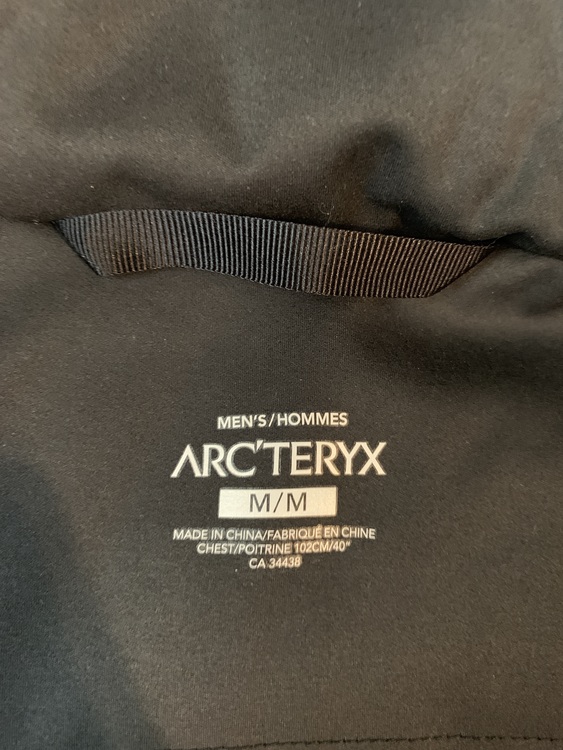 MEN'S/HOMMES
ARC'TERYX
M/M
MADE IN CHINA/FABRIQUÉ EN CHINE
CHEST/POITRINE 102CM/40"
CA 34438